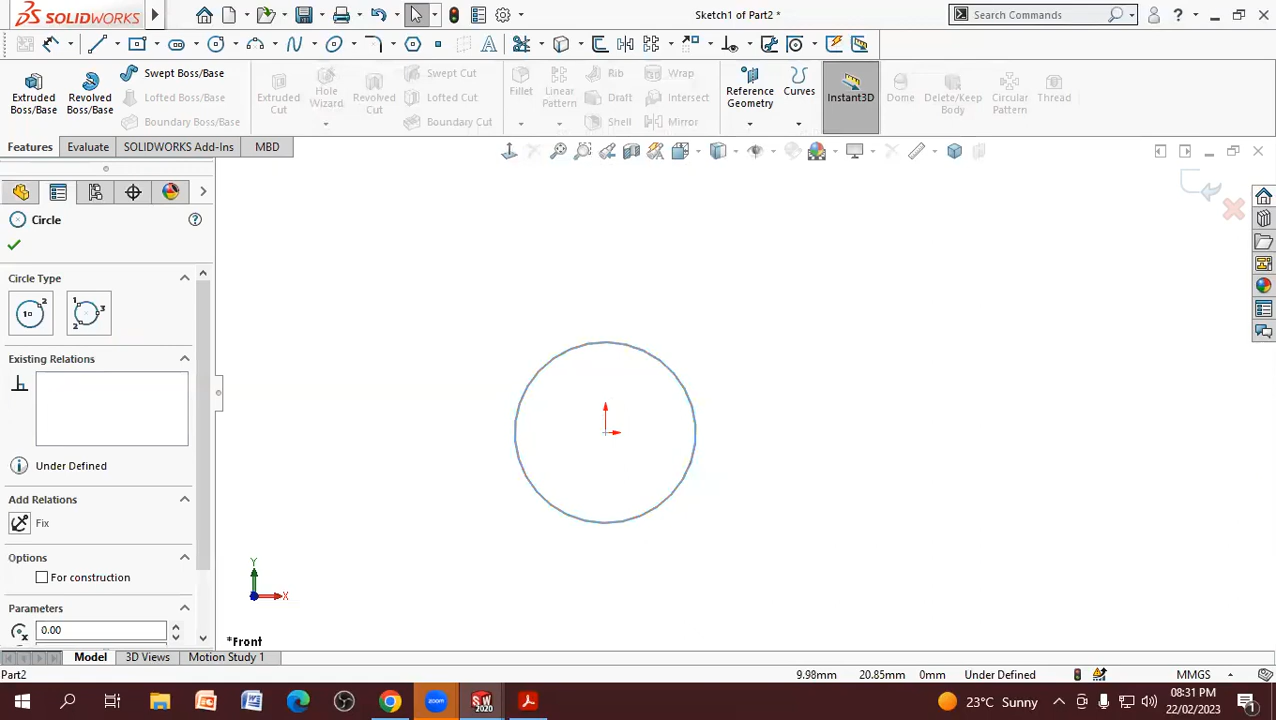 SOLIDWORKS
Sketch1 of Part2 *
Search Commands
Extruded Boss/Base
Revolved Boss/Base
Swept Boss/Base
Lofted Boss/Base
Boundary Boss/Base
Extruded Cut
Hole Wizard
Revolved Cut
Swept Cut
Lofted Cut
Boundary Cut
Fillet
Linear Pattern
Rib
Draft
Shell
Wrap
Intersect
Mirror
Reference Geometry
Curves
Instant3D
Dome
Delete/Keep Body
Circular Pattern
Thread
Features
Evaluate
SOLIDWORKS Add-Ins
MBD
Circle
Circle Type
Existing Relations
Under Defined
Add Relations
Fix
Options
For construction
Parameters
0.00
Y
X
*Front
Model
3D Views
Motion Study 1
Part2
9.98mm
20.85mm
0mm
Under Defined
MMGS
zoom
SW 2020
23°C Sunny
08:31 PM
22/02/2023
1